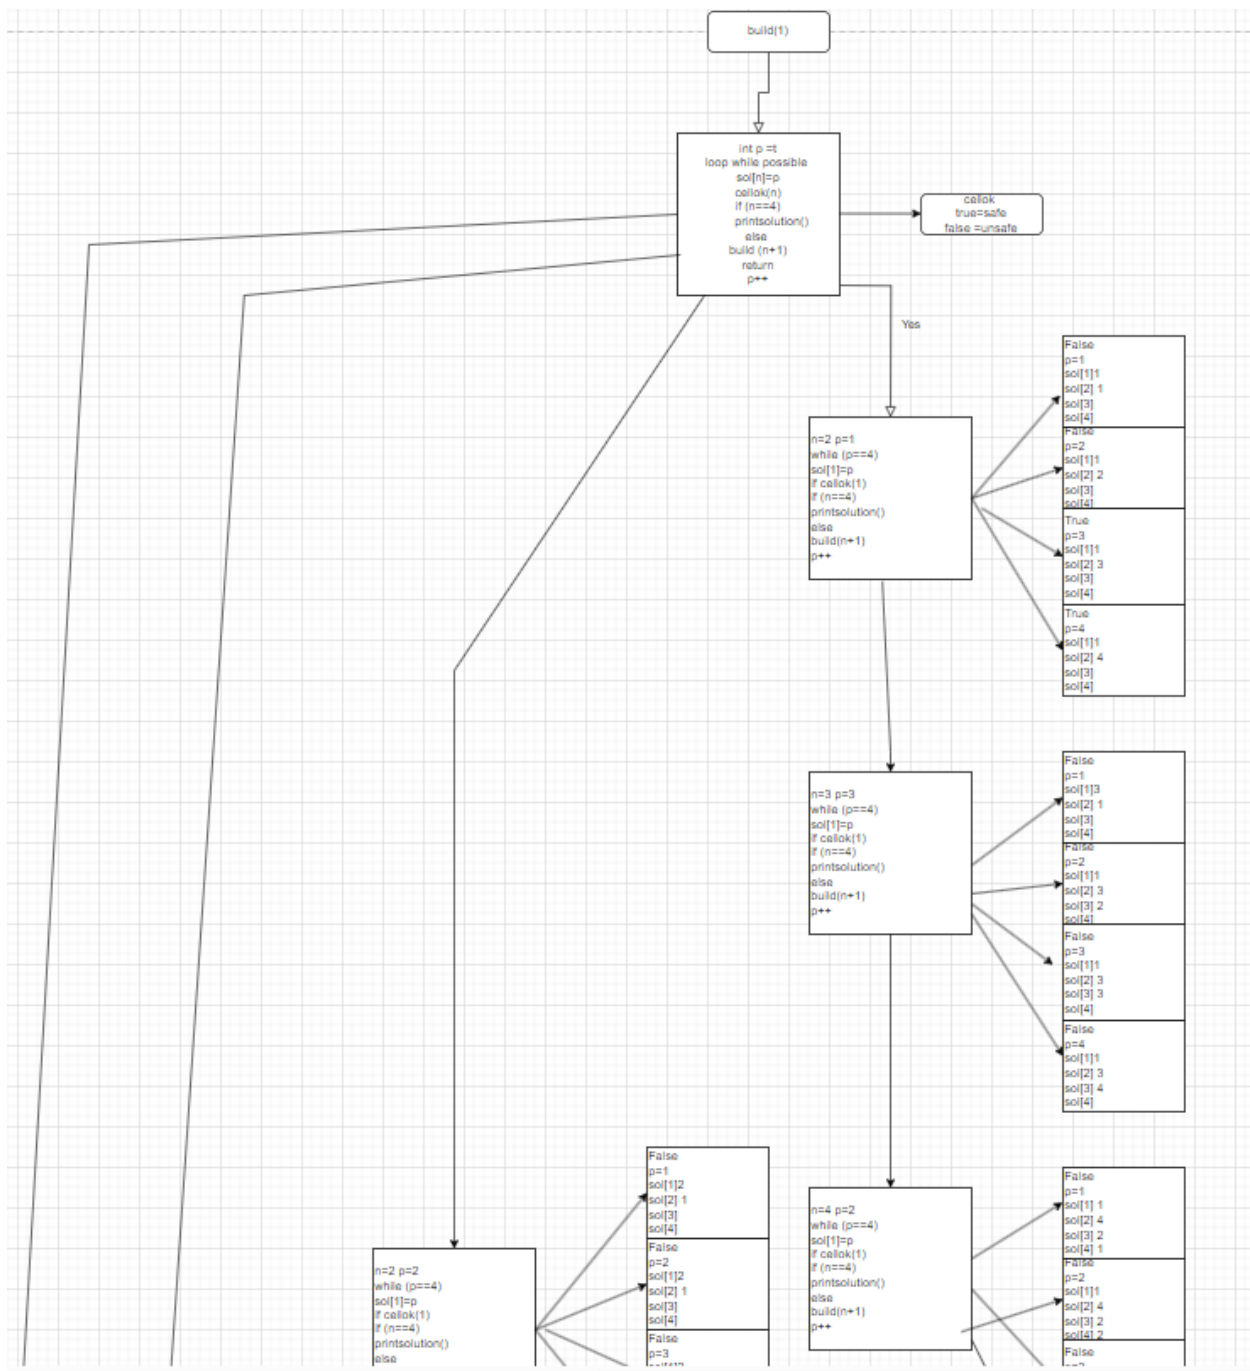 build(1)
int p =t
loop while possible
sol[n]=p
cellok(n)
if (n==4)
printsolution()
else
build (n+1)
return
p++
cellok
true=safe
false =unsafe
Yes
False
p=1
sol[1]1
sol[2] 1
sol[3]
sol[4]
False
p=2
sol[1]1
sol[2] 2
sol[3]
sol[4]
True
p=3
sol[1]1
sol[2] 3
sol[3]
sol[4]
True
p=4
sol[1]1
sol[2] 4
sol[3]
sol[4]
n=2 p=1
while (p==4)
sol[1]=p
if cellok(1)
if (n==4)
printsolution()
else
build(n+1)
p++
n=3 p=3
while (p==4)
sol[1]=p
if cellok(1)
if (n==4)
printsolution()
else
build(n+1)
p++
False
p=1
sol[1]3
sol[2] 1
sol[3]
sol[4]
False
p=2
sol[1]1
sol[2] 3
sol[3] 2
sol[4]
False
p=3
sol[1]1
sol[2] 3
sol[3] 3
sol[4]
False
p=4
sol[1]1
sol[2] 3
sol[3] 4
sol[4]
n=2 p=2
while (p==4)
sol[1]=p
if cellok(1)
if (n==4)
printsolution()
else
False
p=1
sol[1]2
sol[2] 1
sol[3]
sol[4]
False
p=2
sol[1]2
sol[2] 1
sol[3]
sol[4]
False
p=3
n=4 p=2
while (p==4)
sol[1]=p
if cellok(1)
if (n==4)
printsolution()
else
build(n+1)
p++
False
p=1
sol[1] 1
sol[2] 4
sol[3] 2
sol[4] 1
False
p=2
sol[1]1
sol[2] 4
sol[3] 2
sol[4] 2
False